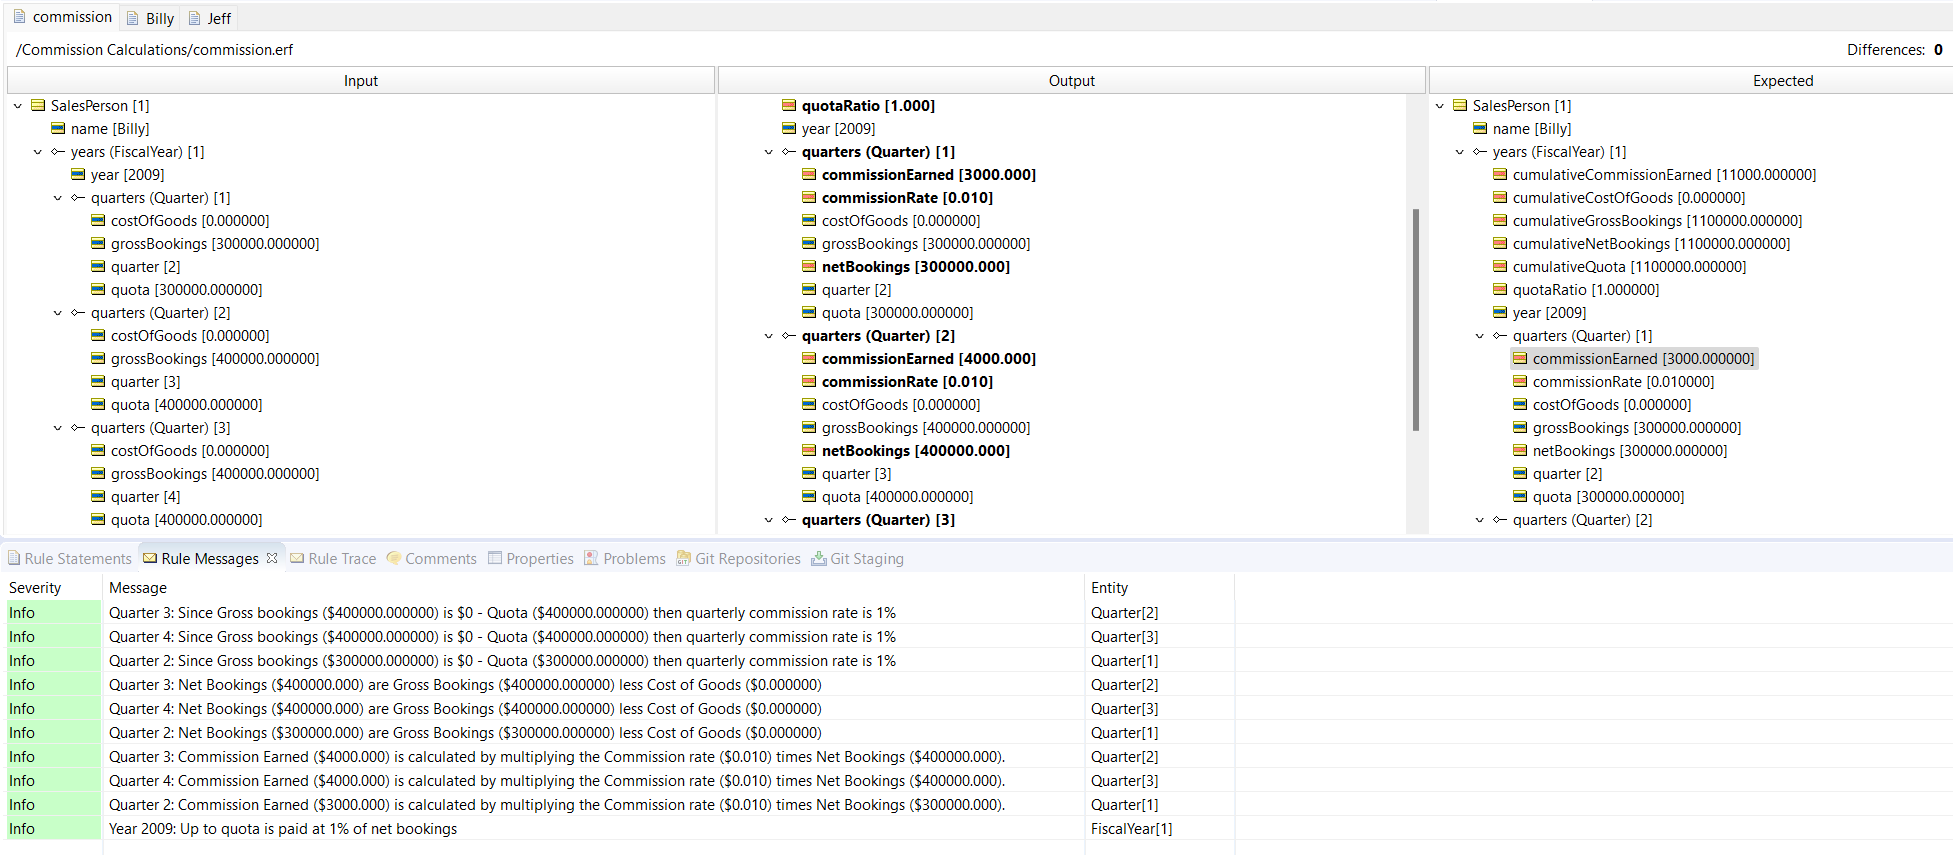 commission Billy Jeff
/Commission Calculations/commission.erf Differences: 0
Input
SalesPerson [1]
name [Billy]
years (FiscalYear) [1]
year [2009]
quarters (Quarter) [1]
costOfGoods [0.000000]
grossBookings [300000.000000]
quarter [2]
quota [300000.000000]
quarters (Quarter) [2]
costOfGoods [0.000000]
grossBookings [400000.000000]
quarter [3]
quota [400000.000000]
quarters (Quarter) [3]
costOfGoods [0.000000]
grossBookings [400000.000000]
quarter [4]
quota [400000.000000]
Output
quotaRatio [1.000]
year [2009]
quarters (Quarter) [1]
commissionEarned [3000.000]
commissionRate [0.010]
costOfGoods [0.000000]
grossBookings [300000.000000]
netBookings [300000.000]
quarter [2]
quota [300000.000000]
quarters (Quarter) [2]
commissionEarned [4000.000]
commissionRate [0.010]
costOfGoods [0.000000]
grossBookings [400000.000000]
netBookings [400000.000]
quarter [3]
quota [400000.000000]
quarters (Quarter) [3]
Expected
SalesPerson [1]
name [Billy]
years (FiscalYear) [1]
cumulativeCommissionEarned [11000.000000]
cumulativeCostOfGoods [0.000000]
cumulativeGrossBookings [1100000.000000]
cumulativeNetBookings [1100000.000000]
cumulativeQuota [1100000.000000]
quotaRatio [1.000000]
year [2009]
quarters (Quarter) [1]
commissionEarned [3000.000000]
commissionRate [0.010000]
costOfGoods [0.000000]
grossBookings [300000.000000]
netBookings [300000.000000]
quarter [2]
quota [300000.000000]
quarters (Quarter) [2]
Rule Statements Rule Messages Rule Trace Comments Properties Problems Git Repositories Git Staging
Severity Message Entity
Info Quarter 3: Since Gross bookings ($400000.000000) is $0 - Quota ($400000.000000) then quarterly commission rate is 1% Quarter[2]
Info Quarter 4: Since Gross bookings ($400000.000000) is $0 - Quota ($400000.000000) then quarterly commission rate is 1% Quarter[3]
Info Quarter 2: Since Gross bookings ($300000.000000) is $0 - Quota ($300000.000000) then quarterly commission rate is 1% Quarter[1]
Info Quarter 3: Net Bookings ($400000.000) are Gross Bookings ($400000.000000) less Cost of Goods ($0.000000) Quarter[2]
Info Quarter 4: Net Bookings ($400000.000) are Gross Bookings ($400000.000000) less Cost of Goods ($0.000000) Quarter[3]
Info Quarter 2: Net Bookings ($300000.000) are Gross Bookings ($300000.000000) less Cost of Goods ($0.000000) Quarter[1]
Info Quarter 3: Commission Earned ($4000.000) is calculated by multiplying the Commission rate ($0.010) times Net Bookings ($400000.000). Quarter[2]
Info Quarter 4: Commission Earned ($4000.000) is calculated by multiplying the Commission rate ($0.010) times Net Bookings ($400000.000). Quarter[3]
Info Quarter 2: Commission Earned ($3000.000) is calculated by multiplying the Commission rate ($0.010) times Net Bookings ($300000.000). Quarter[1]
Info Year 2009: Up to quota is paid at 1% of net bookings FiscalYear[1]